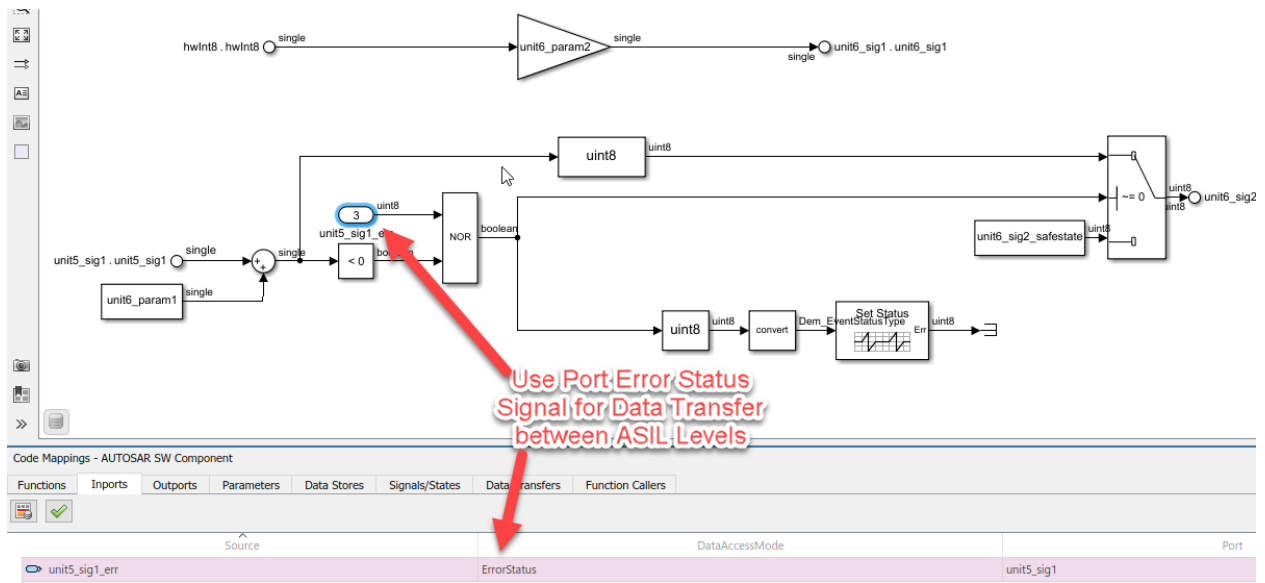 hwInt8 . hwInt8
single
unit6_param2
single
single
unit6_sig1 . unit6_sig1
uint8
uint8
3
uint8
unit5_sig1_e
NOR
boolean
~= 0
uint8
uint8
unit6_sig2
unit6_sig2_safestate
uint8
unit5_sig1 . unit5_sig1
single
+
+
single
< 0
unit6_param1
single
uint8
uint8
convert
Dem_EventStatusType
Set Status
Err
uint8
Use Port Error Status
Signal for Data Transfer
between ASIL Levels
Code Mappings - AUTOSAR SW Component
Functions Inports Outports Parameters Data Stores Signals/States Data Transfers Function Callers
Source DataAccessMode Port
unit5_sig1_err ErrorStatus unit5_sig1